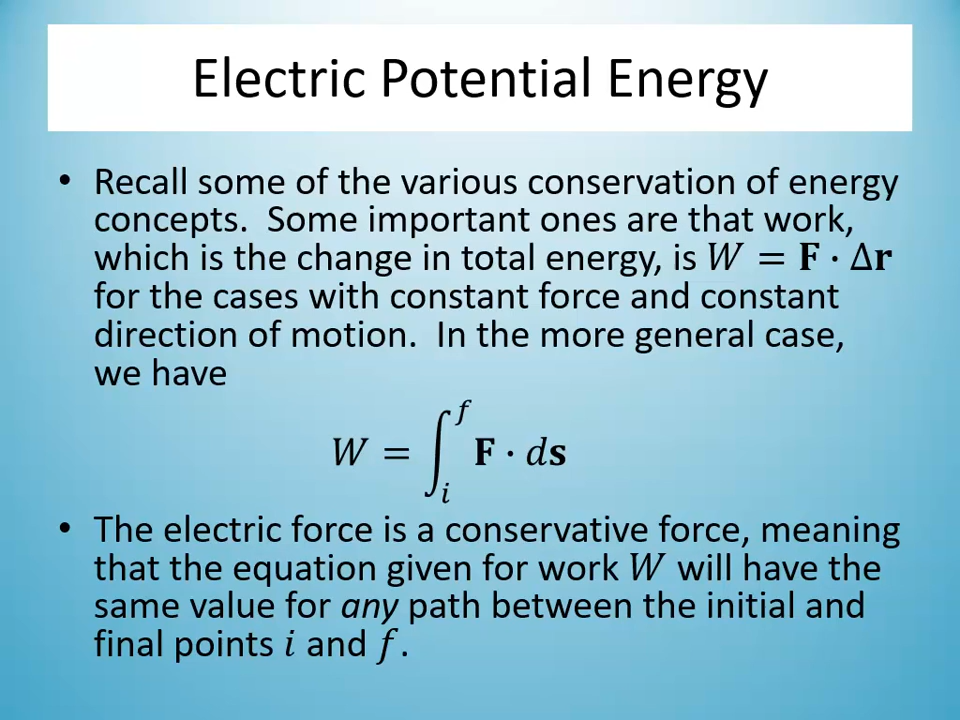 Electric Potential Energy
• Recall some of the various conservation of energy
concepts.  Some important ones are that work,
which is the change in total energy, is W = F · Δr
for the cases with constant force and constant
direction of motion.  In the more general case,
we have
W = ∫_i^f F · ds
• The electric force is a conservative force, meaning
that the equation given for work W will have the
same value for any path between the initial and
final points i and f.